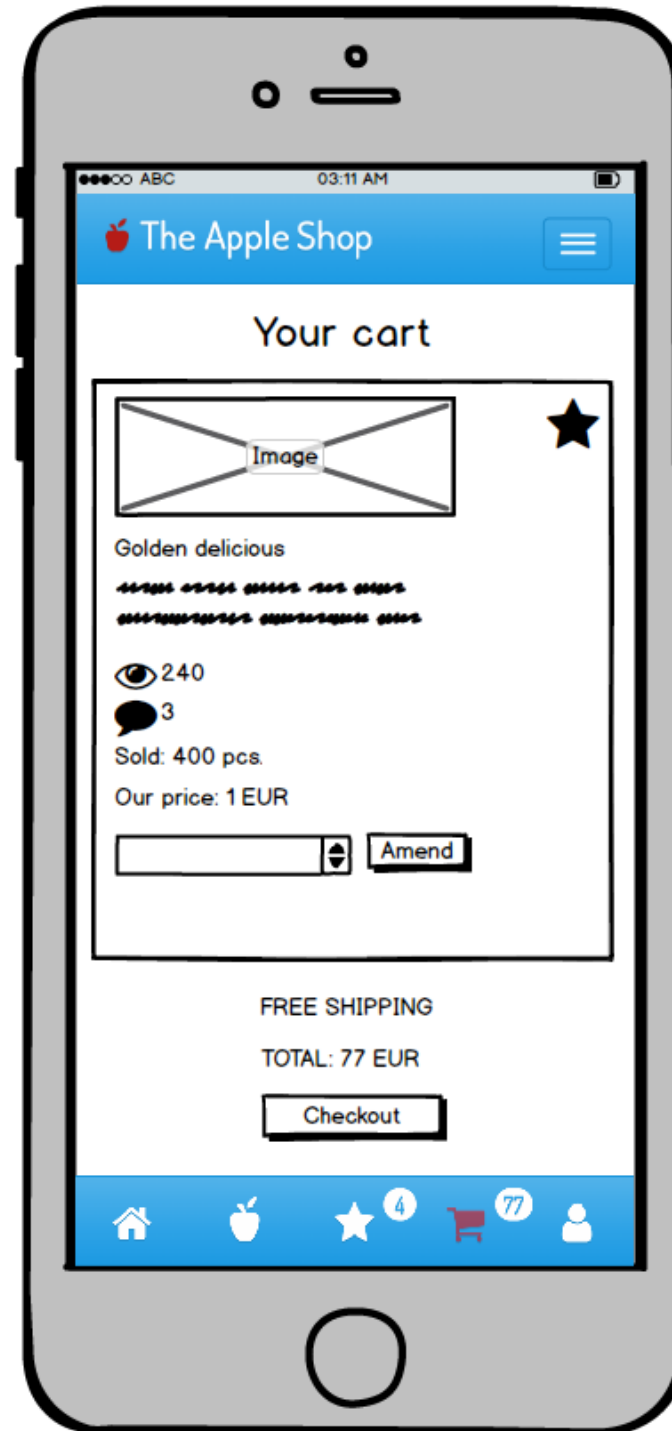 ABC 03:11 AM
The Apple Shop
Your cart
Image
Golden delicious
240
3
Sold: 400 pcs.
Our price: 1 EUR
Amend
FREE SHIPPING
TOTAL: 77 EUR
Checkout
4 77